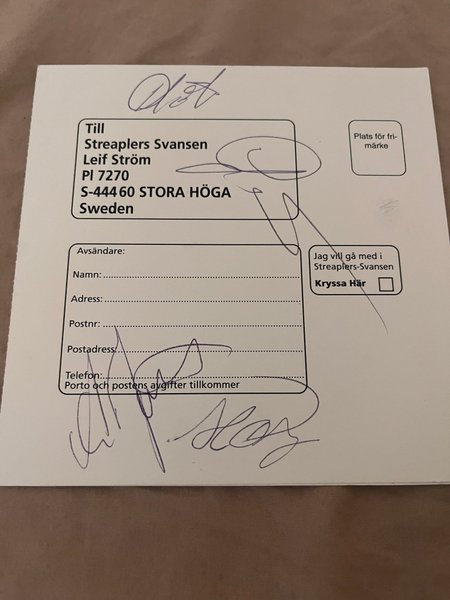 Till
Streaplers Svansen
Leif Ström
Pl 7270
S-444 60 STORA HÖGA
Sweden
Plats för fri-
märke
Avsändare:
Namn:
Adress:
Postnr:
Postadress:
Telefon:
Porto och postens avgifter tillkommer
Jag vill gå med i
Streaplers-Svansen
Kryssa Här